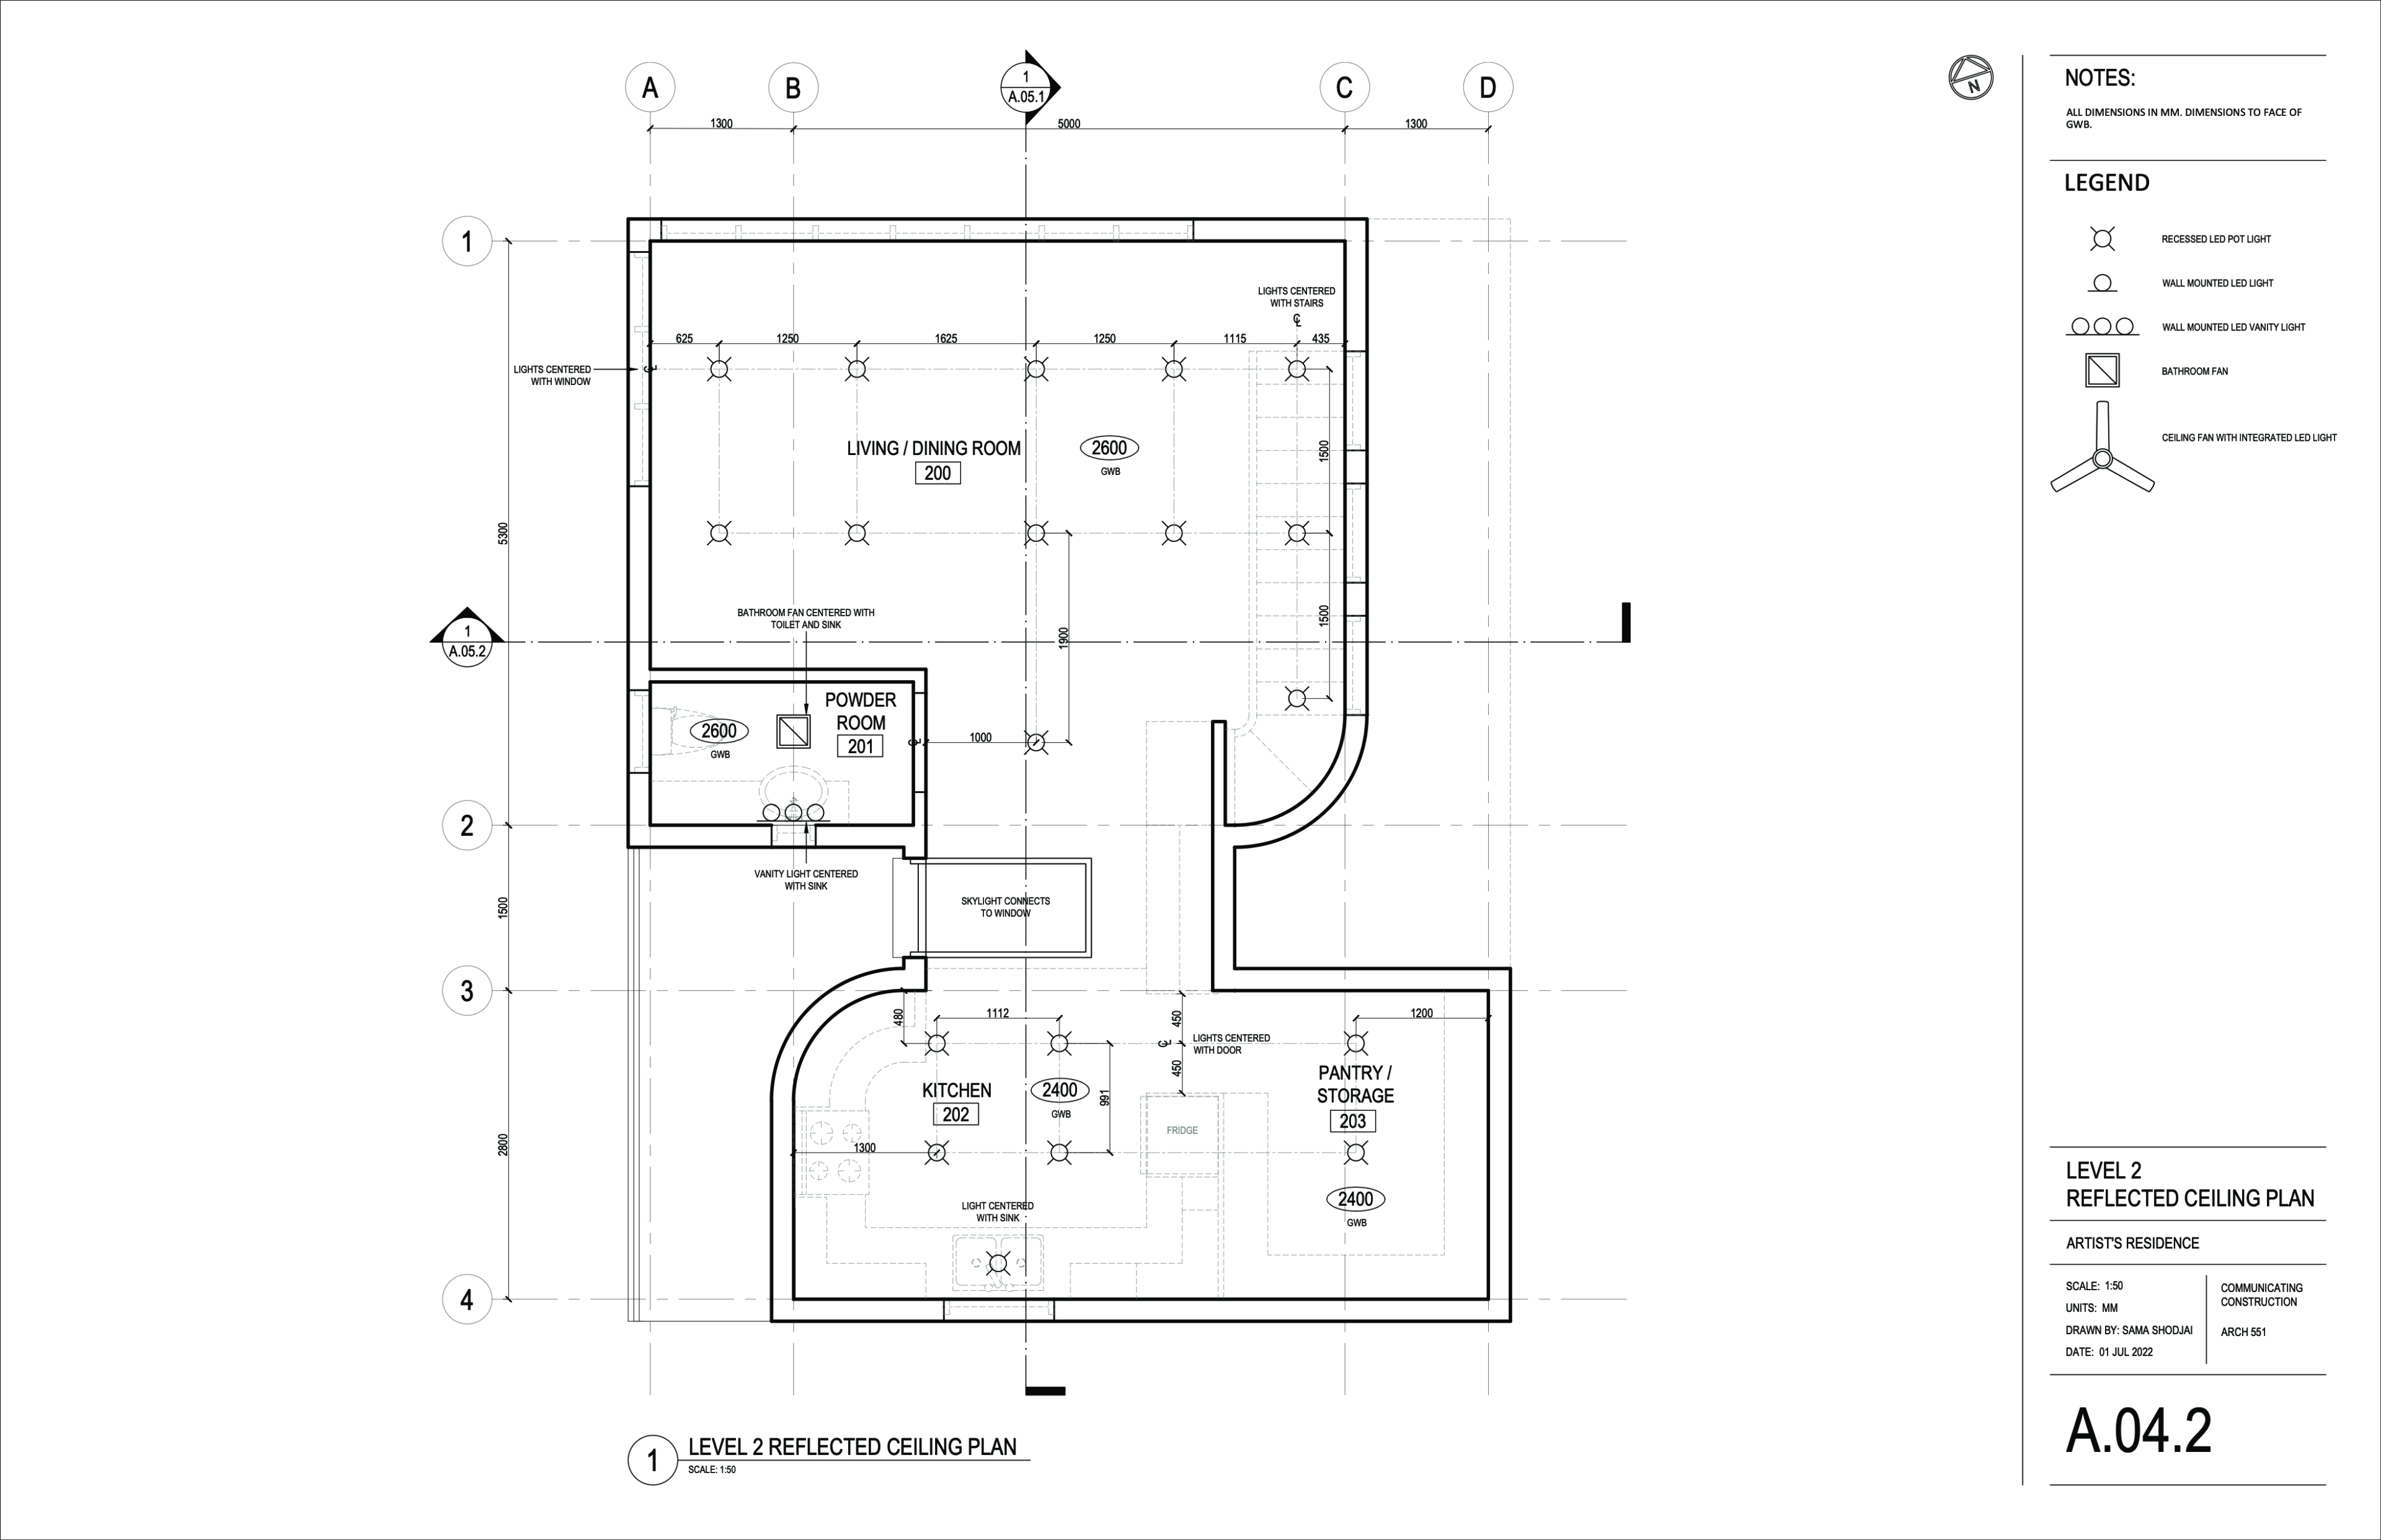 A
B
1
A.05.1
C
D
1300
5000
1300
1
LIGHTS CENTERED
WITH STAIRS
℄
625
1250
1625
1250
1115
435
LIGHTS CENTERED
WITH WINDOW
℄
LIVING / DINING ROOM
200
2600
GWB
1500
5300
BATHROOM FAN CENTERED WITH
TOILET AND SINK
1500
1900
1
A.05.2
POWDER
ROOM
201
2600
GWB
℄
1000
2
VANITY LIGHT CENTERED
WITH SINK
1500
SKYLIGHT CONNECTS
TO WINDOW
3
480
1112
450
℄
LIGHTS CENTERED
WITH DOOR
450
1200
KITCHEN
202
2400
GWB
991
PANTRY /
STORAGE
203
FRIDGE
2800
1300
LIGHT CENTERED
WITH SINK
2400
GWB
4
1
LEVEL 2 REFLECTED CEILING PLAN
SCALE: 1:50
N
NOTES:
ALL DIMENSIONS IN MM. DIMENSIONS TO FACE OF
GWB.
LEGEND
RECESSED LED POT LIGHT
WALL MOUNTED LED LIGHT
WALL MOUNTED LED VANITY LIGHT
BATHROOM FAN
CEILING FAN WITH INTEGRATED LED LIGHT
LEVEL 2
REFLECTED CEILING PLAN
ARTIST'S RESIDENCE
SCALE: 1:50
UNITS: MM
DRAWN BY: SAMA SHODJAI
DATE: 01 JUL 2022
COMMUNICATING
CONSTRUCTION
ARCH 551
A.04.2